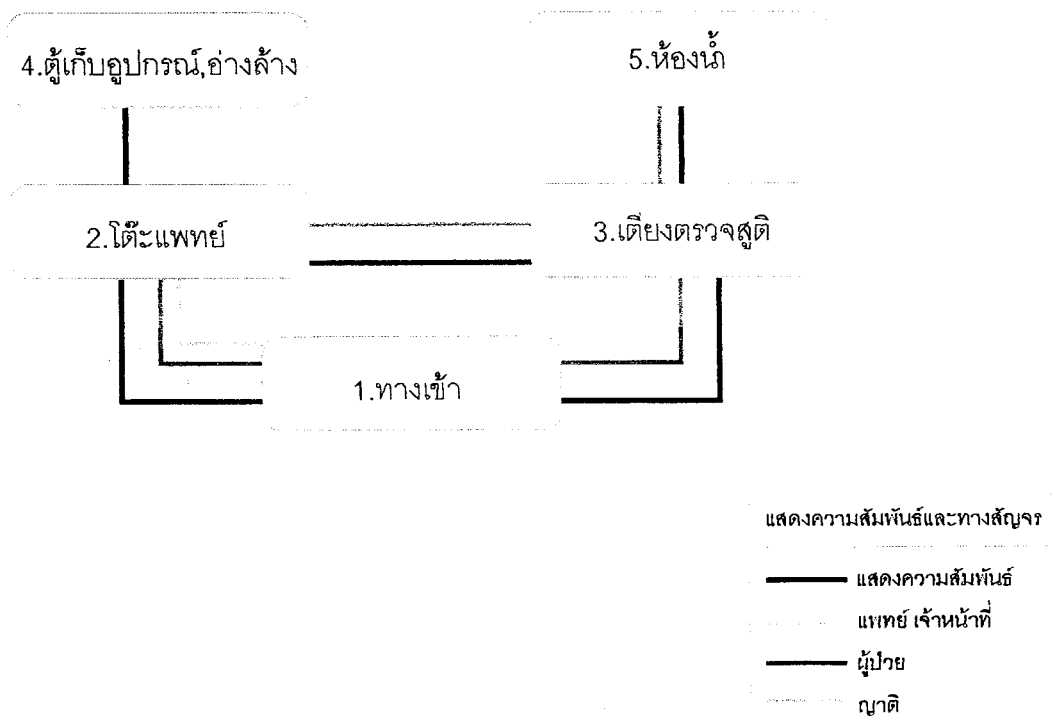 4.ตู้เก็บอูปกรณ์,อ่างล้าง
5.ห้องน้ำ
2.โต๊ะแพทย์
3.เตียงตรวจสูติ
1.ทางเข้า
แสดงความสัมพันธ์และทางสัญจร
แสดงความสัมพันธ์
แพทย์ เจ้าหน้าที่
ผู้ป่วย
ญาติ